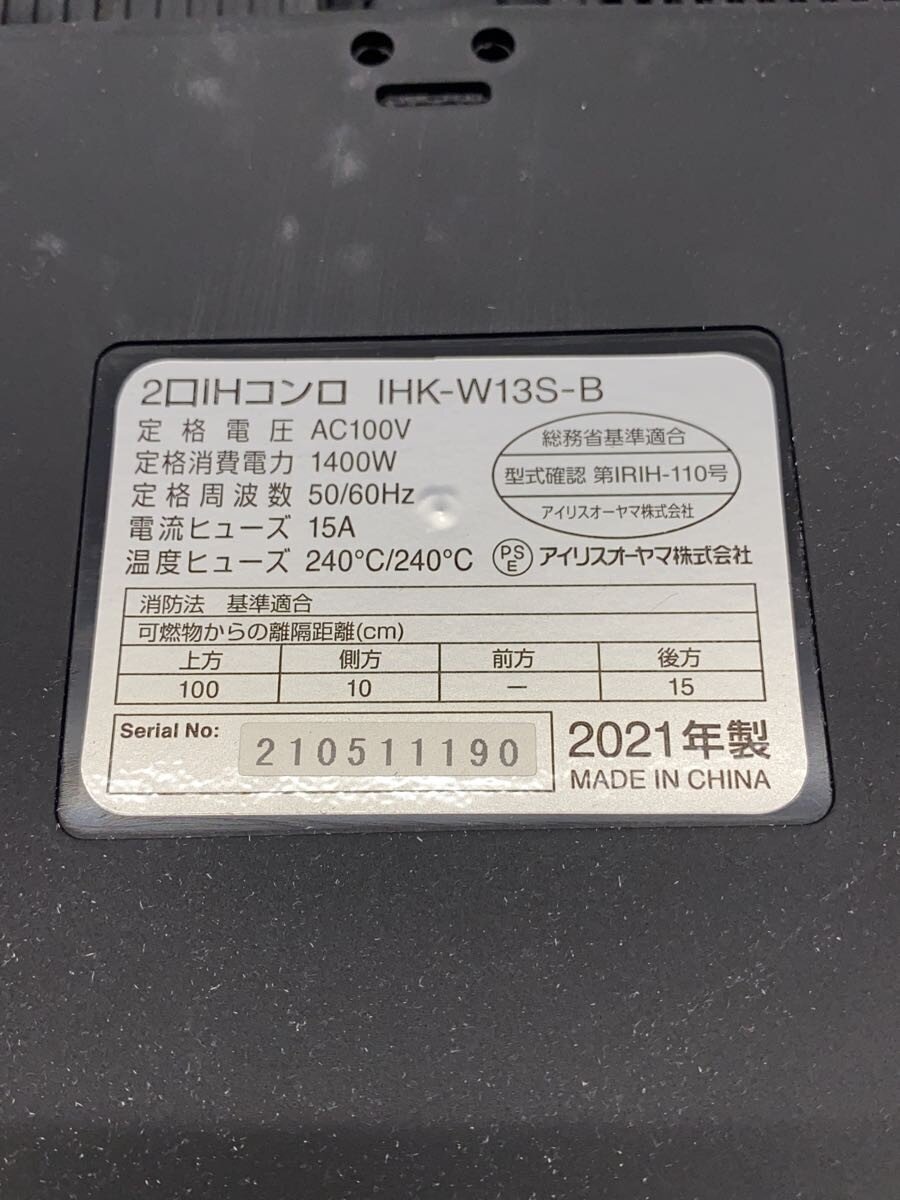 2口IHコンロ IHK-W13S-B
定格電圧 AC100V
定格消費電力 1400W
定格周波数 50/60Hz
電流ヒューズ 15A
温度ヒューズ 240°C/240°C
総務省基準適合
型式確認 第IRIH-110号
アイリスオーヤマ株式会社
PSE アイリスオーヤマ株式会社
消防法 基準適合
可燃物からの離隔距離(cm)
上方 側方 前方 後方
100 10 ー 15
Serial No: 210511190
2021年製
MADE IN CHINA